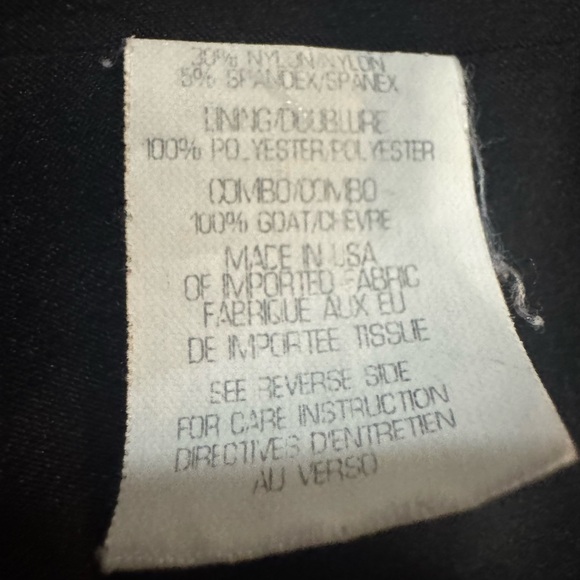 30% NYLON/NYLON
5% SPANDEX/SPANEX
LINING/DOUBLURE
100% POLYESTER/POLYESTER
COMBO/COMBO
100% GOAT/CHEVRE
MADE IN USA
OF IMPORTED FABRIC
FABRIQUE AUX EU
DE IMPORTEE TISSUE
SEE REVERSE SIDE
FOR CARE INSTRUCTION
DIRECTIVES D'ENTRETIEN
AU VERSO